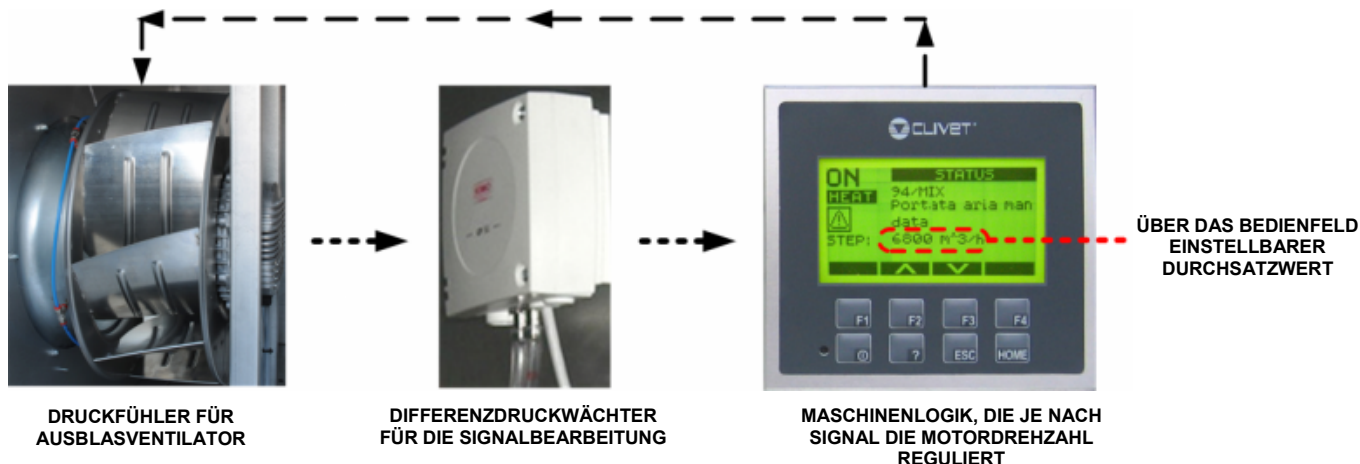 CLIVET
ON
STATUS
HEAT
94/MIX
Portata aria man
data
STEP:
6800 m^3/h
F1
F2
F3
F4
?
ESC
HOME
ÜBER DAS BEDIENFELD
EINSTELLBARER
DURCHSATZWERT
DRUCKFÜHLER FÜR
AUSBLASVENTILATOR
DIFFERENZDRUCKWÄCHTER
FÜR DIE SIGNALBEARBEITUNG
MASCHINENLOGIK, DIE JE NACH
SIGNAL DIE MOTORDREHZAHL
REGULIERT